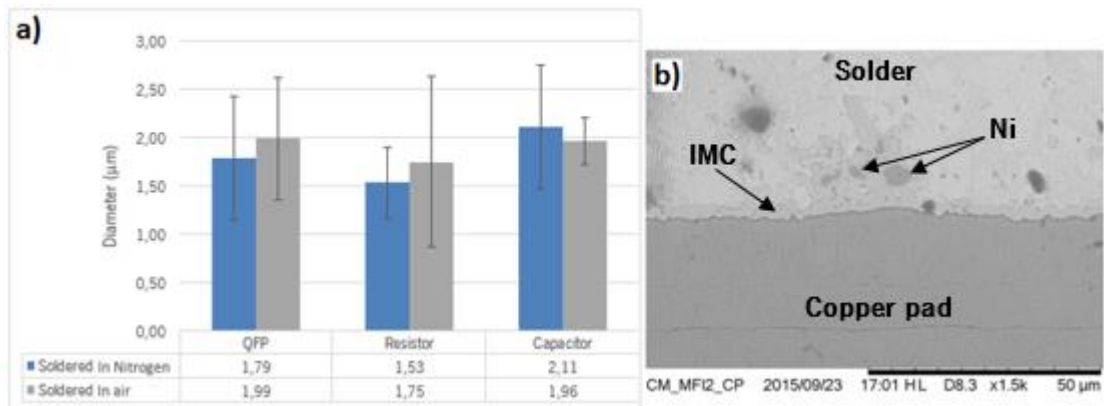 a)
Diameter (µm)
3,00
2,50
2,00
1,50
1,00
0,50
0,00
QFP Resistor Capacitor
Soldered In Nitrogen 1,79 1,53 2,11
Soldered In air 1,99 1,75 1,96
b)
Solder
Ni
IMC
Copper pad
CM_MFI2_CP 2015/09/23 17:01 HL D8.3 x1.5k 50 µm